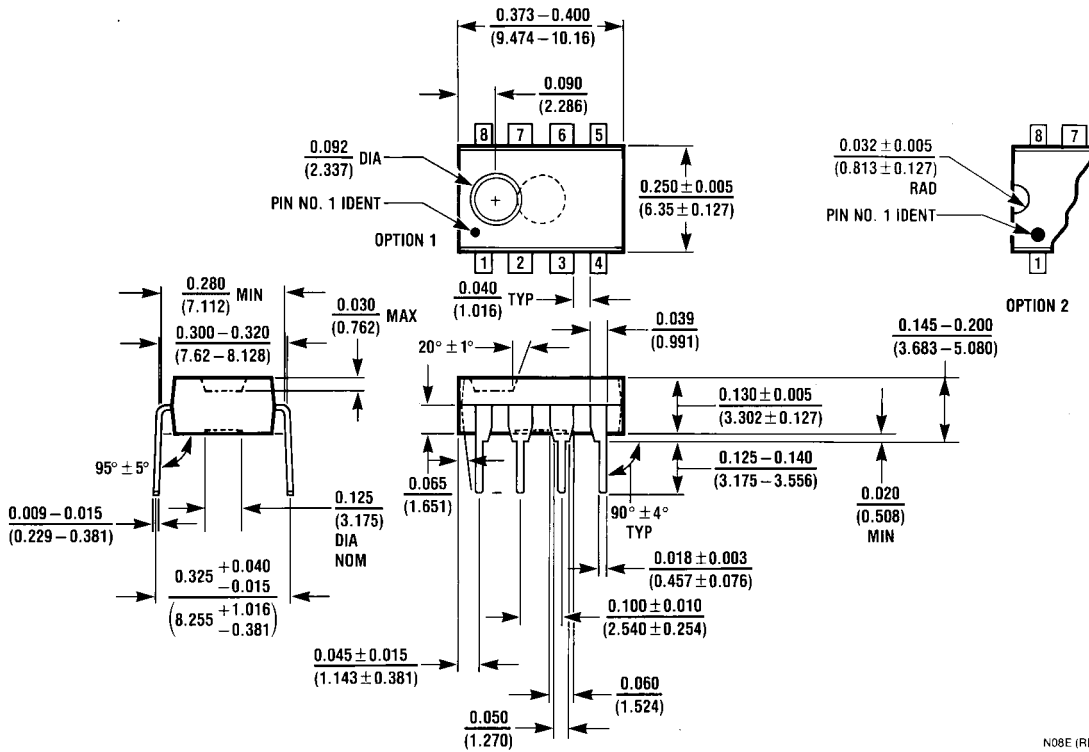 0.373 – 0.400
(9.474 – 10.16)
0.090
(2.286)
8 7 6 5
0.092 DIA
(2.337)
PIN NO. 1 IDENT
OPTION 1
1 2 3 4
0.250 ± 0.005
(6.35 ± 0.127)
8 7
0.032 ± 0.005
(0.813 ± 0.127)
RAD
PIN NO. 1 IDENT
1
OPTION 2
0.280 MIN
(7.112)
0.300 – 0.320
(7.62 – 8.128)
0.030 MAX
(0.762)
0.040 TYP
(1.016)
0.039
(0.991)
20° ± 1°
0.145 – 0.200
(3.683 – 5.080)
0.130 ± 0.005
(3.302 ± 0.127)
0.125 – 0.140
(3.175 – 3.556)
0.020
(0.508)
MIN
95° ± 5°
0.065
(1.651)
90° ± 4°
TYP
0.009 – 0.015
(0.229 – 0.381)
0.125
(3.175)
DIA
NOM
0.325 +0.040
−0.015
(8.255 +1.016
−0.381)
0.018 ± 0.003
(0.457 ± 0.076)
0.100 ± 0.010
(2.540 ± 0.254)
0.045 ± 0.015
(1.143 ± 0.381)
0.060
(1.524)
0.050
(1.270)
N08E